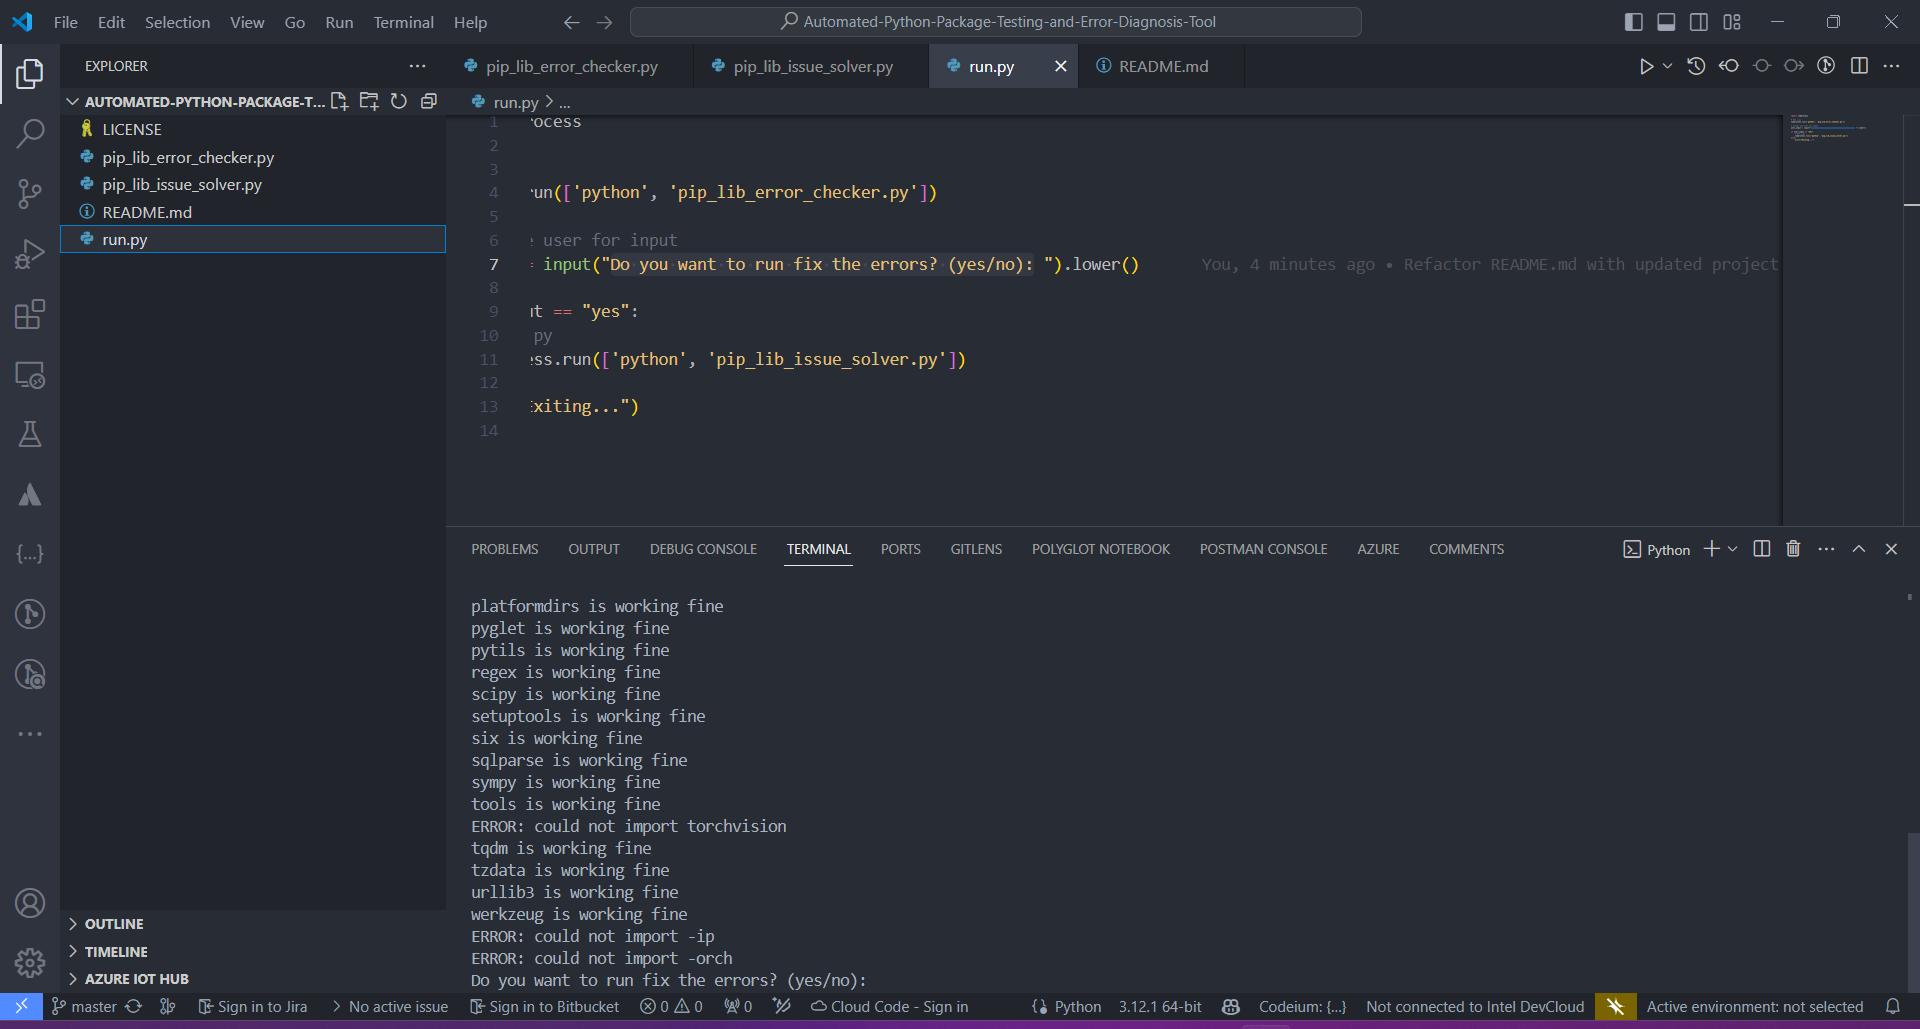 File Edit Selection View Go Run Terminal Help
Automated-Python-Package-Testing-and-Error-Diagnosis-Tool
EXPLORER
AUTOMATED-PYTHON-PACKAGE-T...
LICENSE
pip_lib_error_checker.py
pip_lib_issue_solver.py
README.md
run.py
OUTLINE
TIMELINE
AZURE IOT HUB
pip_lib_error_checker.py pip_lib_issue_solver.py run.py README.md
run.py > ...
1 ocess
2
3
4 run(['python', 'pip_lib_error_checker.py'])
5
6 e user for input
7 = input("Do you want to run fix the errors? (yes/no): ").lower() You, 4 minutes ago • Refactor README.md with updated project
8
9 ut == "yes":
10 py
11 ess.run(['python', 'pip_lib_issue_solver.py'])
12
13 Exiting...")
14
PROBLEMS OUTPUT DEBUG CONSOLE TERMINAL PORTS GITLENS POLYGLOT NOTEBOOK POSTMAN CONSOLE AZURE COMMENTS
Python
platformdirs is working fine
pyglet is working fine
pytils is working fine
regex is working fine
scipy is working fine
setuptools is working fine
six is working fine
sqlparse is working fine
sympy is working fine
tools is working fine
ERROR: could not import torchvision
tqdm is working fine
tzdata is working fine
urllib3 is working fine
werkzeug is working fine
ERROR: could not import -ip
ERROR: could not import -orch
Do you want to run fix the errors? (yes/no):
master Sign in to Jira No active issue Sign in to Bitbucket 0 0 0 Cloud Code - Sign in Python 3.12.1 64-bit Codeium: {...} Not connected to Intel DevCloud Active environment: not selected